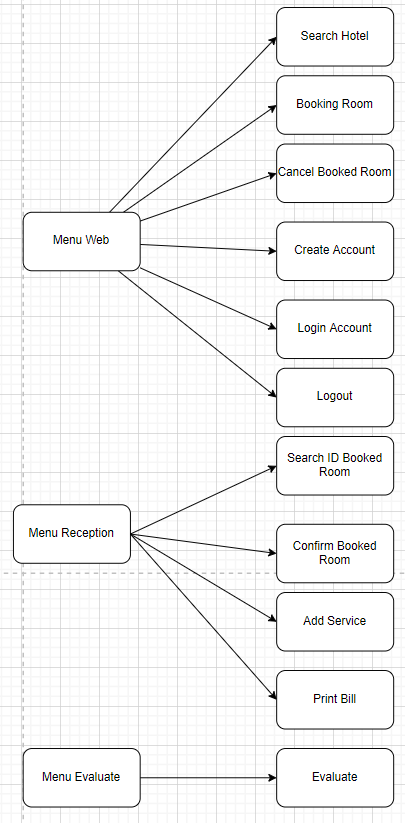 Search Hotel
Booking Room
Cancel Booked Room
Menu Web
Create Account
Login Account
Logout
Search ID Booked
Room
Menu Reception
Confirm Booked
Room
Add Service
Print Bill
Menu Evaluate
Evaluate